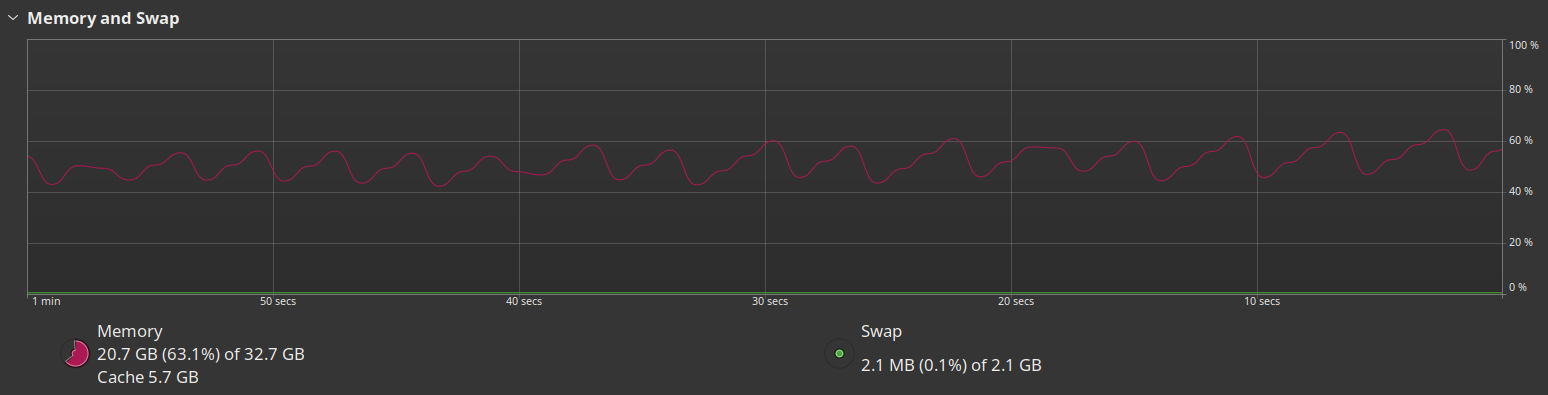 Memory and Swap
100 %
80 %
60 %
40 %
20 %
0 %
1 min
50 secs
40 secs
30 secs
20 secs
10 secs
Memory
20.7 GB (63.1%) of 32.7 GB
Cache 5.7 GB
Swap
2.1 MB (0.1%) of 2.1 GB